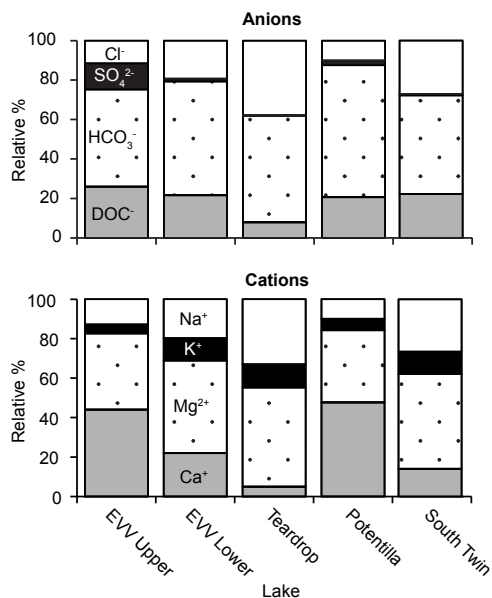 Anions
100
80
60
40
20
0
Relative %
Cl⁻
SO₄²⁻
HCO₃⁻
DOC⁻
Cations
100
80
60
40
20
0
Relative %
Na⁺
K⁺
Mg²⁺
Ca⁺
EVV Upper
EVV Lower
Teardrop
Potentilla
South Twin
Lake